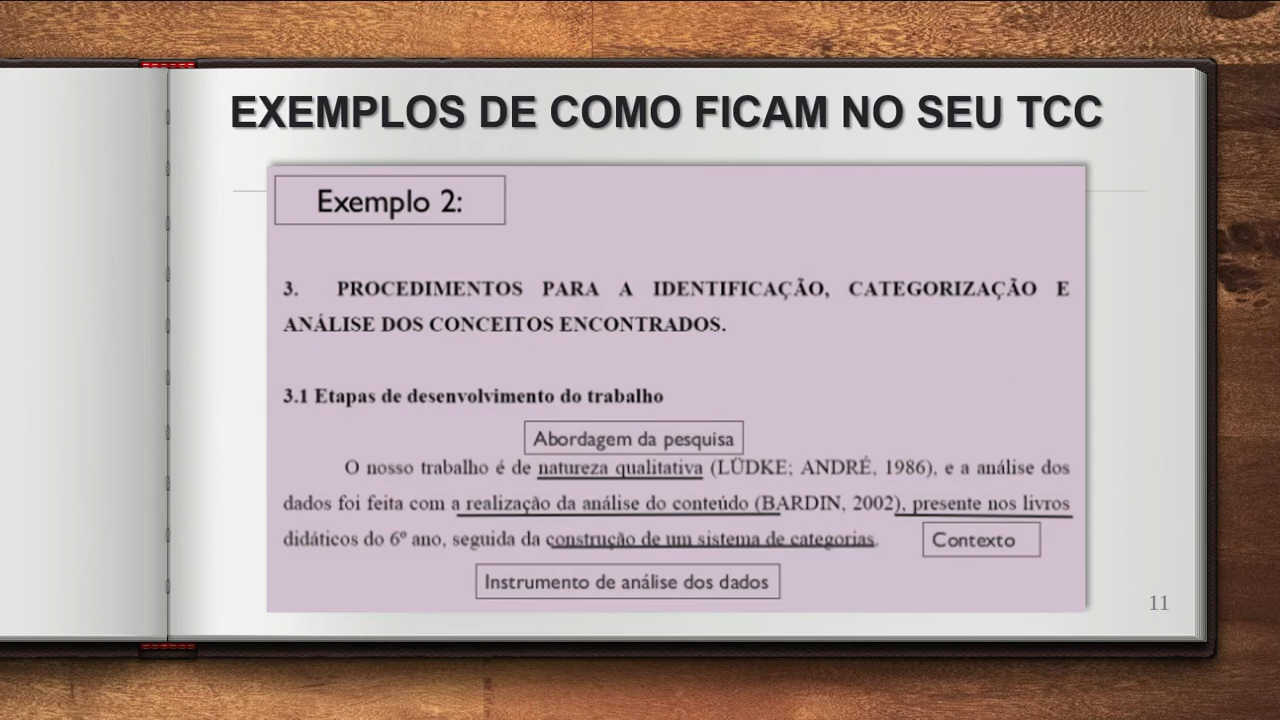 EXEMPLOS DE COMO FICAM NO SEU TCC
Exemplo 2:
3. PROCEDIMENTOS PARA A IDENTIFICAÇÃO, CATEGORIZAÇÃO E
ANÁLISE DOS CONCEITOS ENCONTRADOS.
3.1 Etapas de desenvolvimento do trabalho
Abordagem da pesquisa
O nosso trabalho é de natureza qualitativa (LÜDKE; ANDRÉ, 1986), e a análise dos
dados foi feita com a realização da análise do conteúdo (BARDIN, 2002), presente nos livros
didáticos do 6º ano, seguida da construção de um sistema de categorias.
Contexto
Instrumento de análise dos dados
11